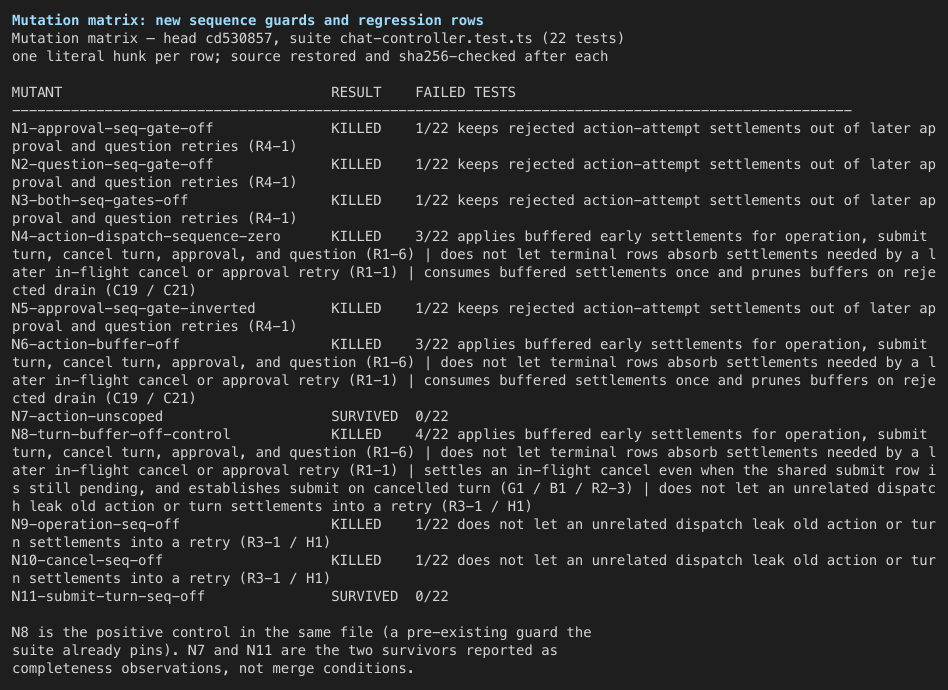 Mutation matrix: new sequence guards and regression rows
Mutation matrix — head cd530857, suite chat-controller.test.ts (22 tests)
one literal hunk per row; source restored and sha256-checked after each
MUTANT RESULT FAILED TESTS
------------------------------------------------------------------------------------------------------------
N1-approval-seq-gate-off KILLED 1/22 keeps rejected action-attempt settlements out of later ap
proval and question retries (R4-1)
N2-question-seq-gate-off KILLED 1/22 keeps rejected action-attempt settlements out of later ap
proval and question retries (R4-1)
N3-both-seq-gates-off KILLED 1/22 keeps rejected action-attempt settlements out of later ap
proval and question retries (R4-1)
N4-action-dispatch-sequence-zero KILLED 3/22 applies buffered early settlements for operation, submit
turn, cancel turn, approval, and question (R1-6) | does not let terminal rows absorb settlements needed by a l
ater in-flight cancel or approval retry (R1-1) | consumes buffered settlements once and prunes buffers on reje
cted drain (C19 / C21)
N5-approval-seq-gate-inverted KILLED 1/22 keeps rejected action-attempt settlements out of later ap
proval and question retries (R4-1)
N6-action-buffer-off KILLED 3/22 applies buffered early settlements for operation, submit
turn, cancel turn, approval, and question (R1-6) | does not let terminal rows absorb settlements needed by a l
ater in-flight cancel or approval retry (R1-1) | consumes buffered settlements once and prunes buffers on reje
cted drain (C19 / C21)
N7-action-unscoped SURVIVED 0/22
N8-turn-buffer-off-control KILLED 4/22 applies buffered early settlements for operation, submit
turn, cancel turn, approval, and question (R1-6) | does not let terminal rows absorb settlements needed by a l
ater in-flight cancel or approval retry (R1-1) | settles an in-flight cancel even when the shared submit row i
s still pending, and establishes submit on cancelled turn (G1 / B1 / R2-3) | does not let an unrelated dispatc
h leak old action or turn settlements into a retry (R3-1 / H1)
N9-operation-seq-off KILLED 1/22 does not let an unrelated dispatch leak old action or tur
n settlements into a retry (R3-1 / H1)
N10-cancel-seq-off KILLED 1/22 does not let an unrelated dispatch leak old action or tur
n settlements into a retry (R3-1 / H1)
N11-submit-turn-seq-off SURVIVED 0/22
N8 is the positive control in the same file (a pre-existing guard the
suite already pins). N7 and N11 are the two survivors reported as
completeness observations, not merge conditions.